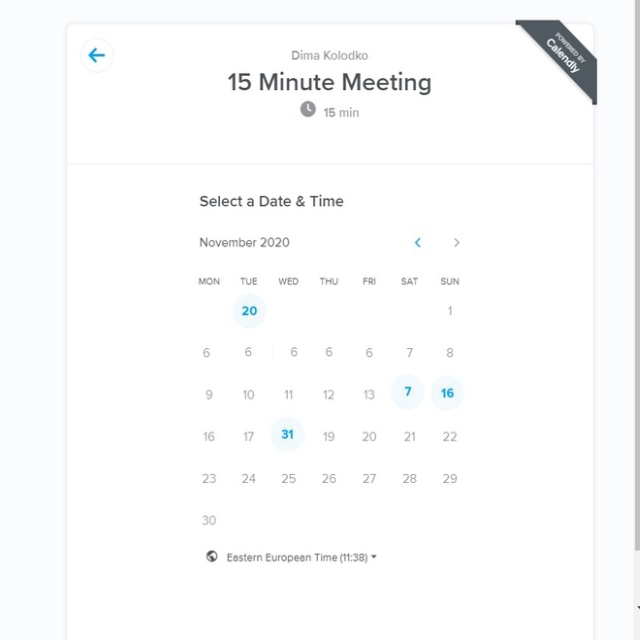 Dima Kolodko
POWERED BY
Calendly
15 Minute Meeting
15 min
Select a Date & Time
November 2020
MON TUE WED THU FRI SAT SUN
20 1
6 6 6 6 6 7 8
9 10 11 12 13 7 16
16 17 31 19 20 21 22
23 24 25 26 27 28 29
30
Eastern European Time (11:38)